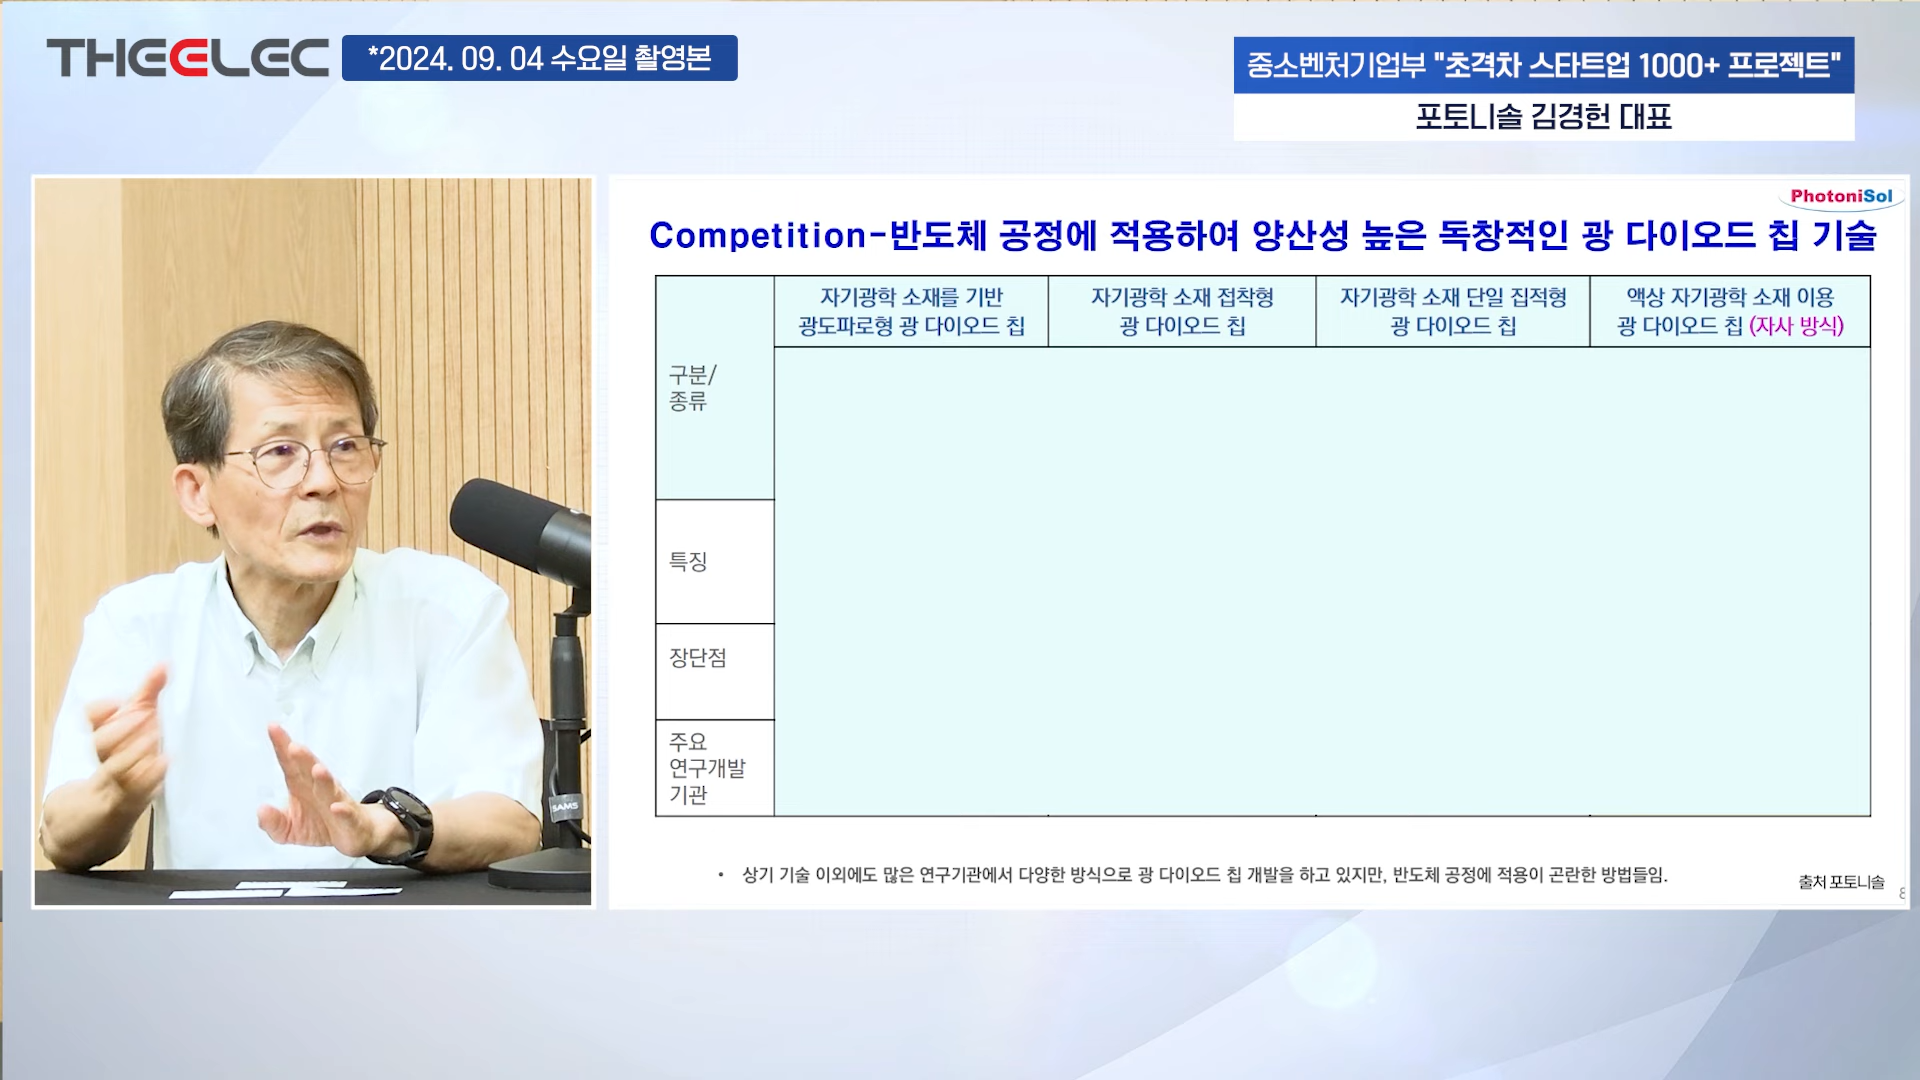 THEELEC
*2024. 09. 04 수요일 촬영본
중소벤처기업부 "초격차 스타트업 1000+ 프로젝트"
포토니솔 김경헌 대표
PhotoniSol
Competition-반도체 공정에 적용하여 양산성 높은 독창적인 광 다이오드 칩 기술
구분/
종류
자기광학 소재를 기반
광도파로형 광 다이오드 칩
자기광학 소재 접착형
광 다이오드 칩
자기광학 소재 단일 집적형
광 다이오드 칩
액상 자기광학 소재 이용
광 다이오드 칩 (자사 방식)
특징
장단점
주요
연구개발
기관
• 상기 기술 이외에도 많은 연구기관에서 다양한 방식으로 광 다이오드 칩 개발을 하고 있지만, 반도체 공정에 적용이 곤란한 방법들임.
출처 포토니솔
SAMS